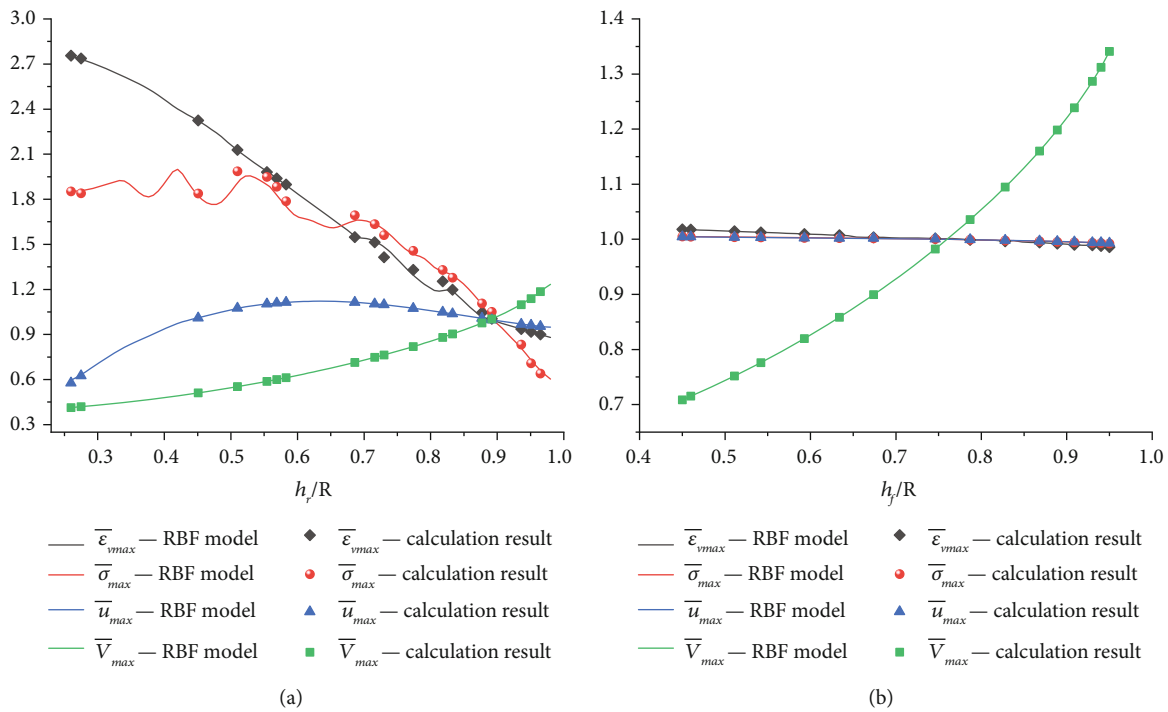 3.0
2.7
2.4
2.1
1.8
1.5
1.2
0.9
0.6
0.3
0.3 0.4 0.5 0.6 0.7 0.8 0.9 1.0
h_r/R
ε̅_vmax — RBF model
ε̅_vmax — calculation result
σ̅_max — RBF model
σ̅_max — calculation result
u̅_max — RBF model
u̅_max — calculation result
V̅_max — RBF model
V̅_max — calculation result
(a)
1.4
1.3
1.2
1.1
1.0
0.9
0.8
0.7
0.4 0.5 0.6 0.7 0.8 0.9 1.0
h_f/R
ε̅_vmax — RBF model
ε̅_vmax — calculation result
σ̅_max — RBF model
σ̅_max — calculation result
u̅_max — RBF model
u̅_max — calculation result
V̅_max — RBF model
V̅_max — calculation result
(b)